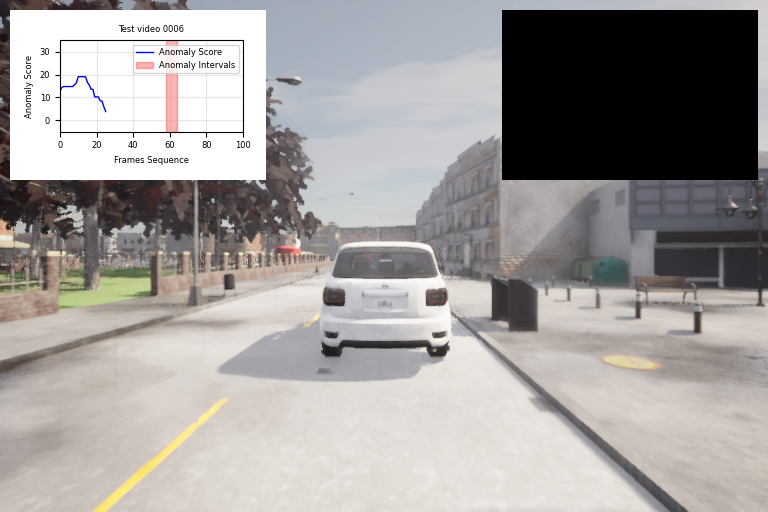 Test video 0006
Anomaly Score
Anomaly Intervals
Anomaly Score
30
20
10
0
0 20 40 60 80 100
Frames Sequence